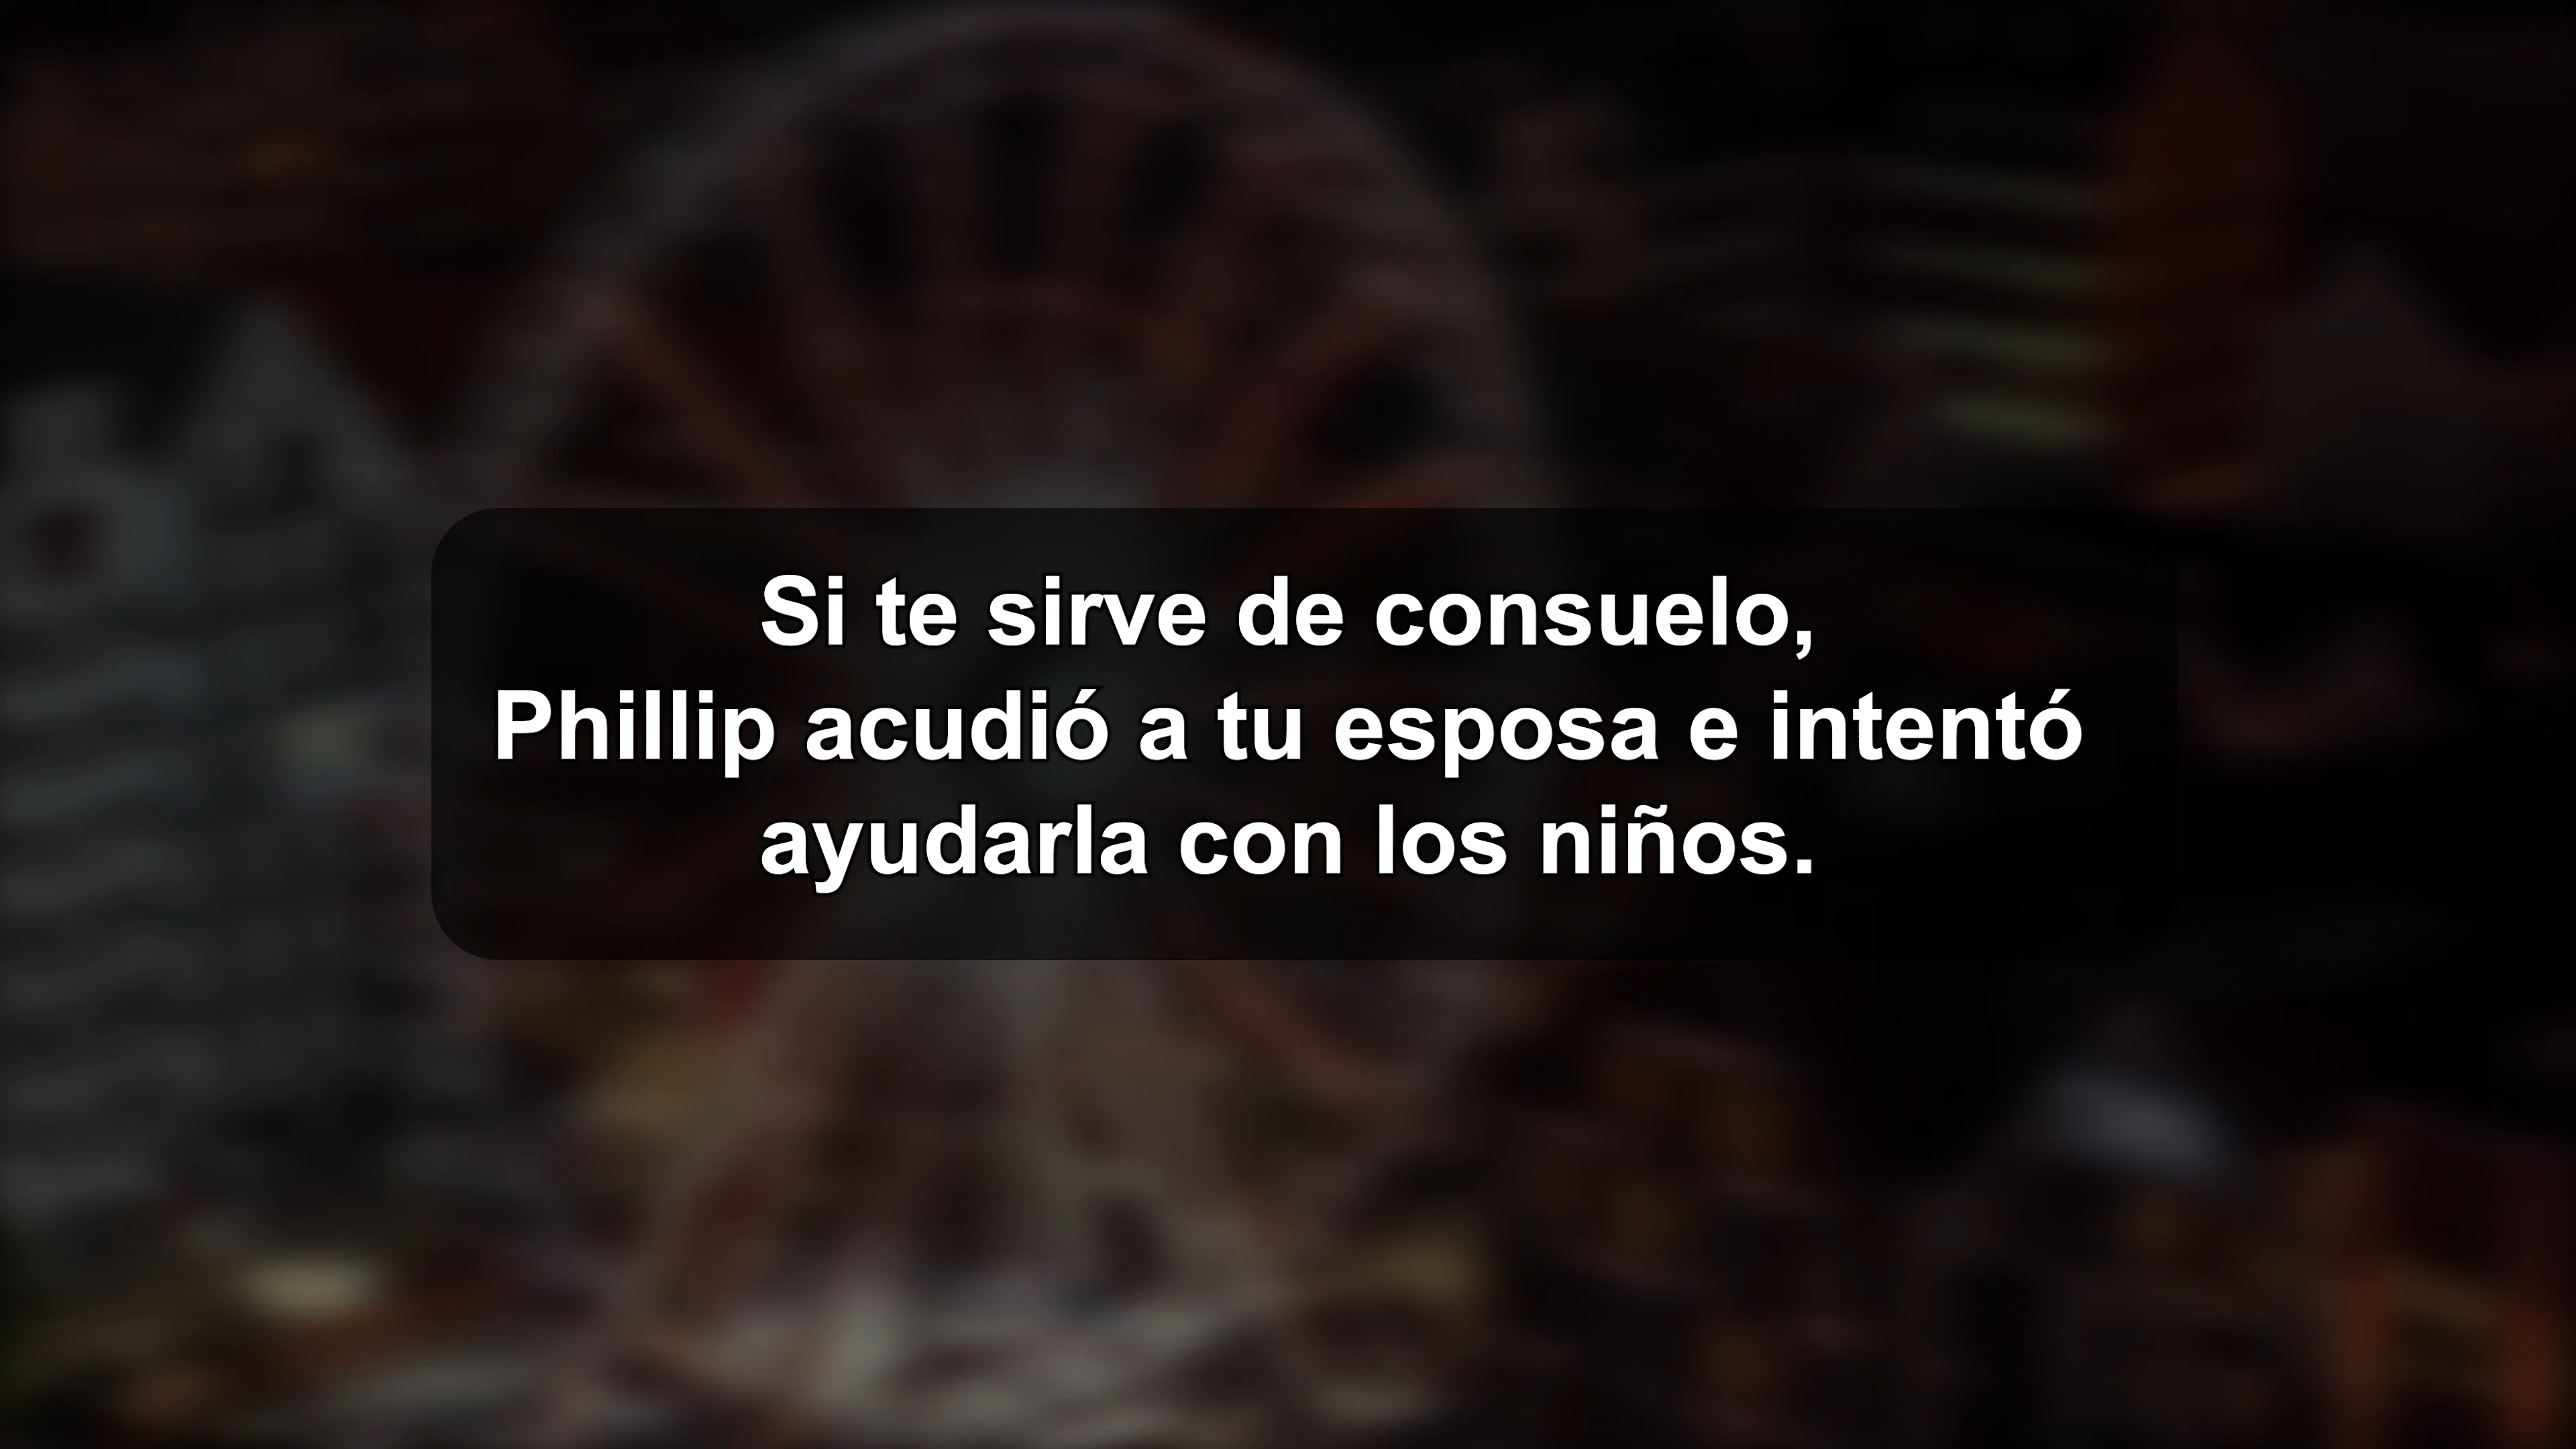 Si te sirve de consuelo,
Phillip acudió a tu esposa e intentó
ayudarla con los niños.